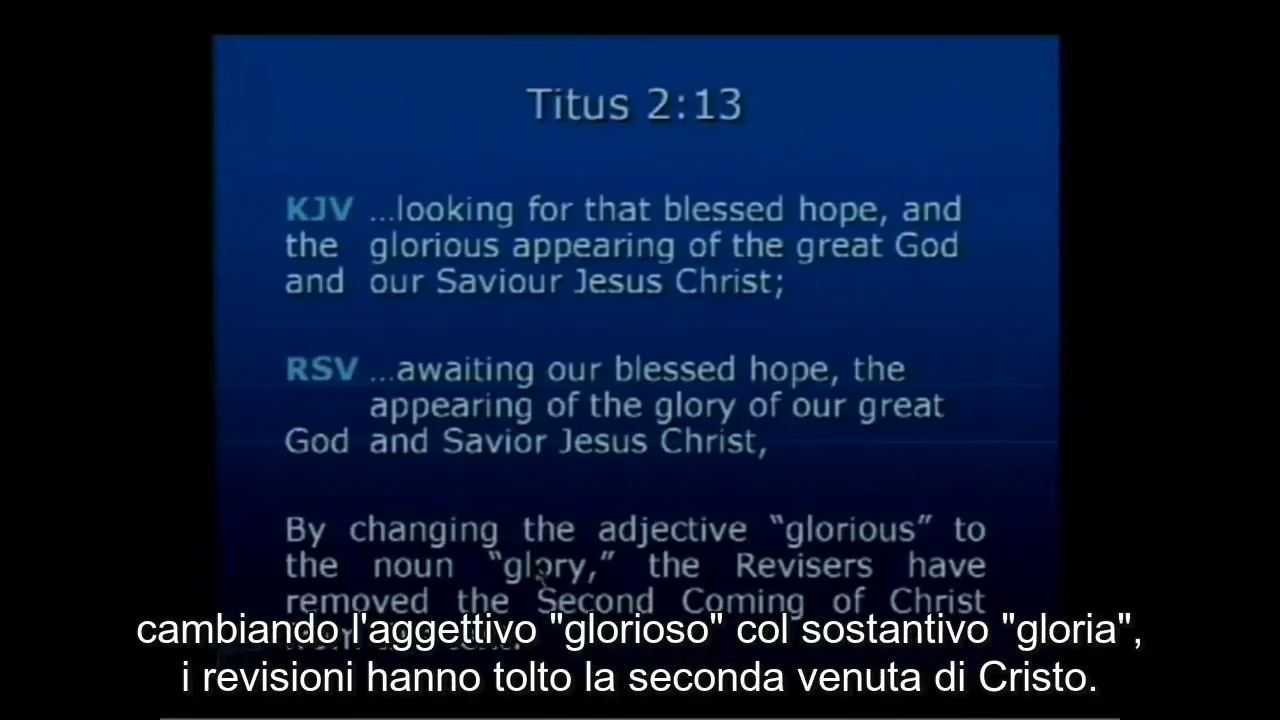 Titus 2:13
KJV ...looking for that blessed hope, and
the glorious appearing of the great God
and our Saviour Jesus Christ;
RSV ...awaiting our blessed hope, the
appearing of the glory of our great
God and Savior Jesus Christ,
By changing the adjective “glorious” to
the noun “glory,” the Revisers have
removed the Second Coming of Christ
cambiando l'aggettivo "glorioso" col sostantivo "gloria",
i revisioni hanno tolto la seconda venuta di Cristo.